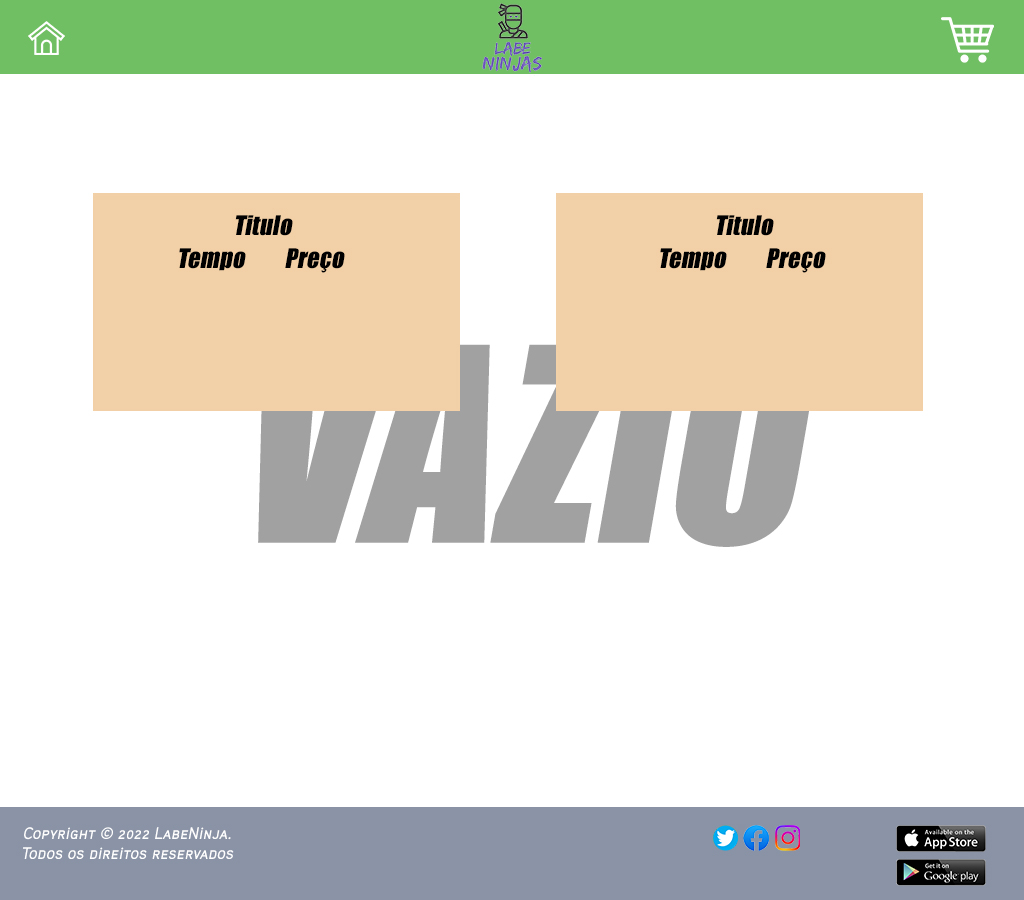 LABE
NINJAS
Titulo
Tempo Preço
Titulo
Tempo Preço
VAZIO
Copyright © 2022 LabeNinja.
Todos os direitos reservados
Available on the
App Store
Get it on
Google play